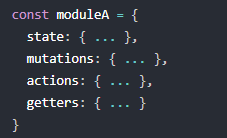 const moduleA = {
  state: { ... },
  mutations: { ... },
  actions: { ... },
  getters: { ... }
}